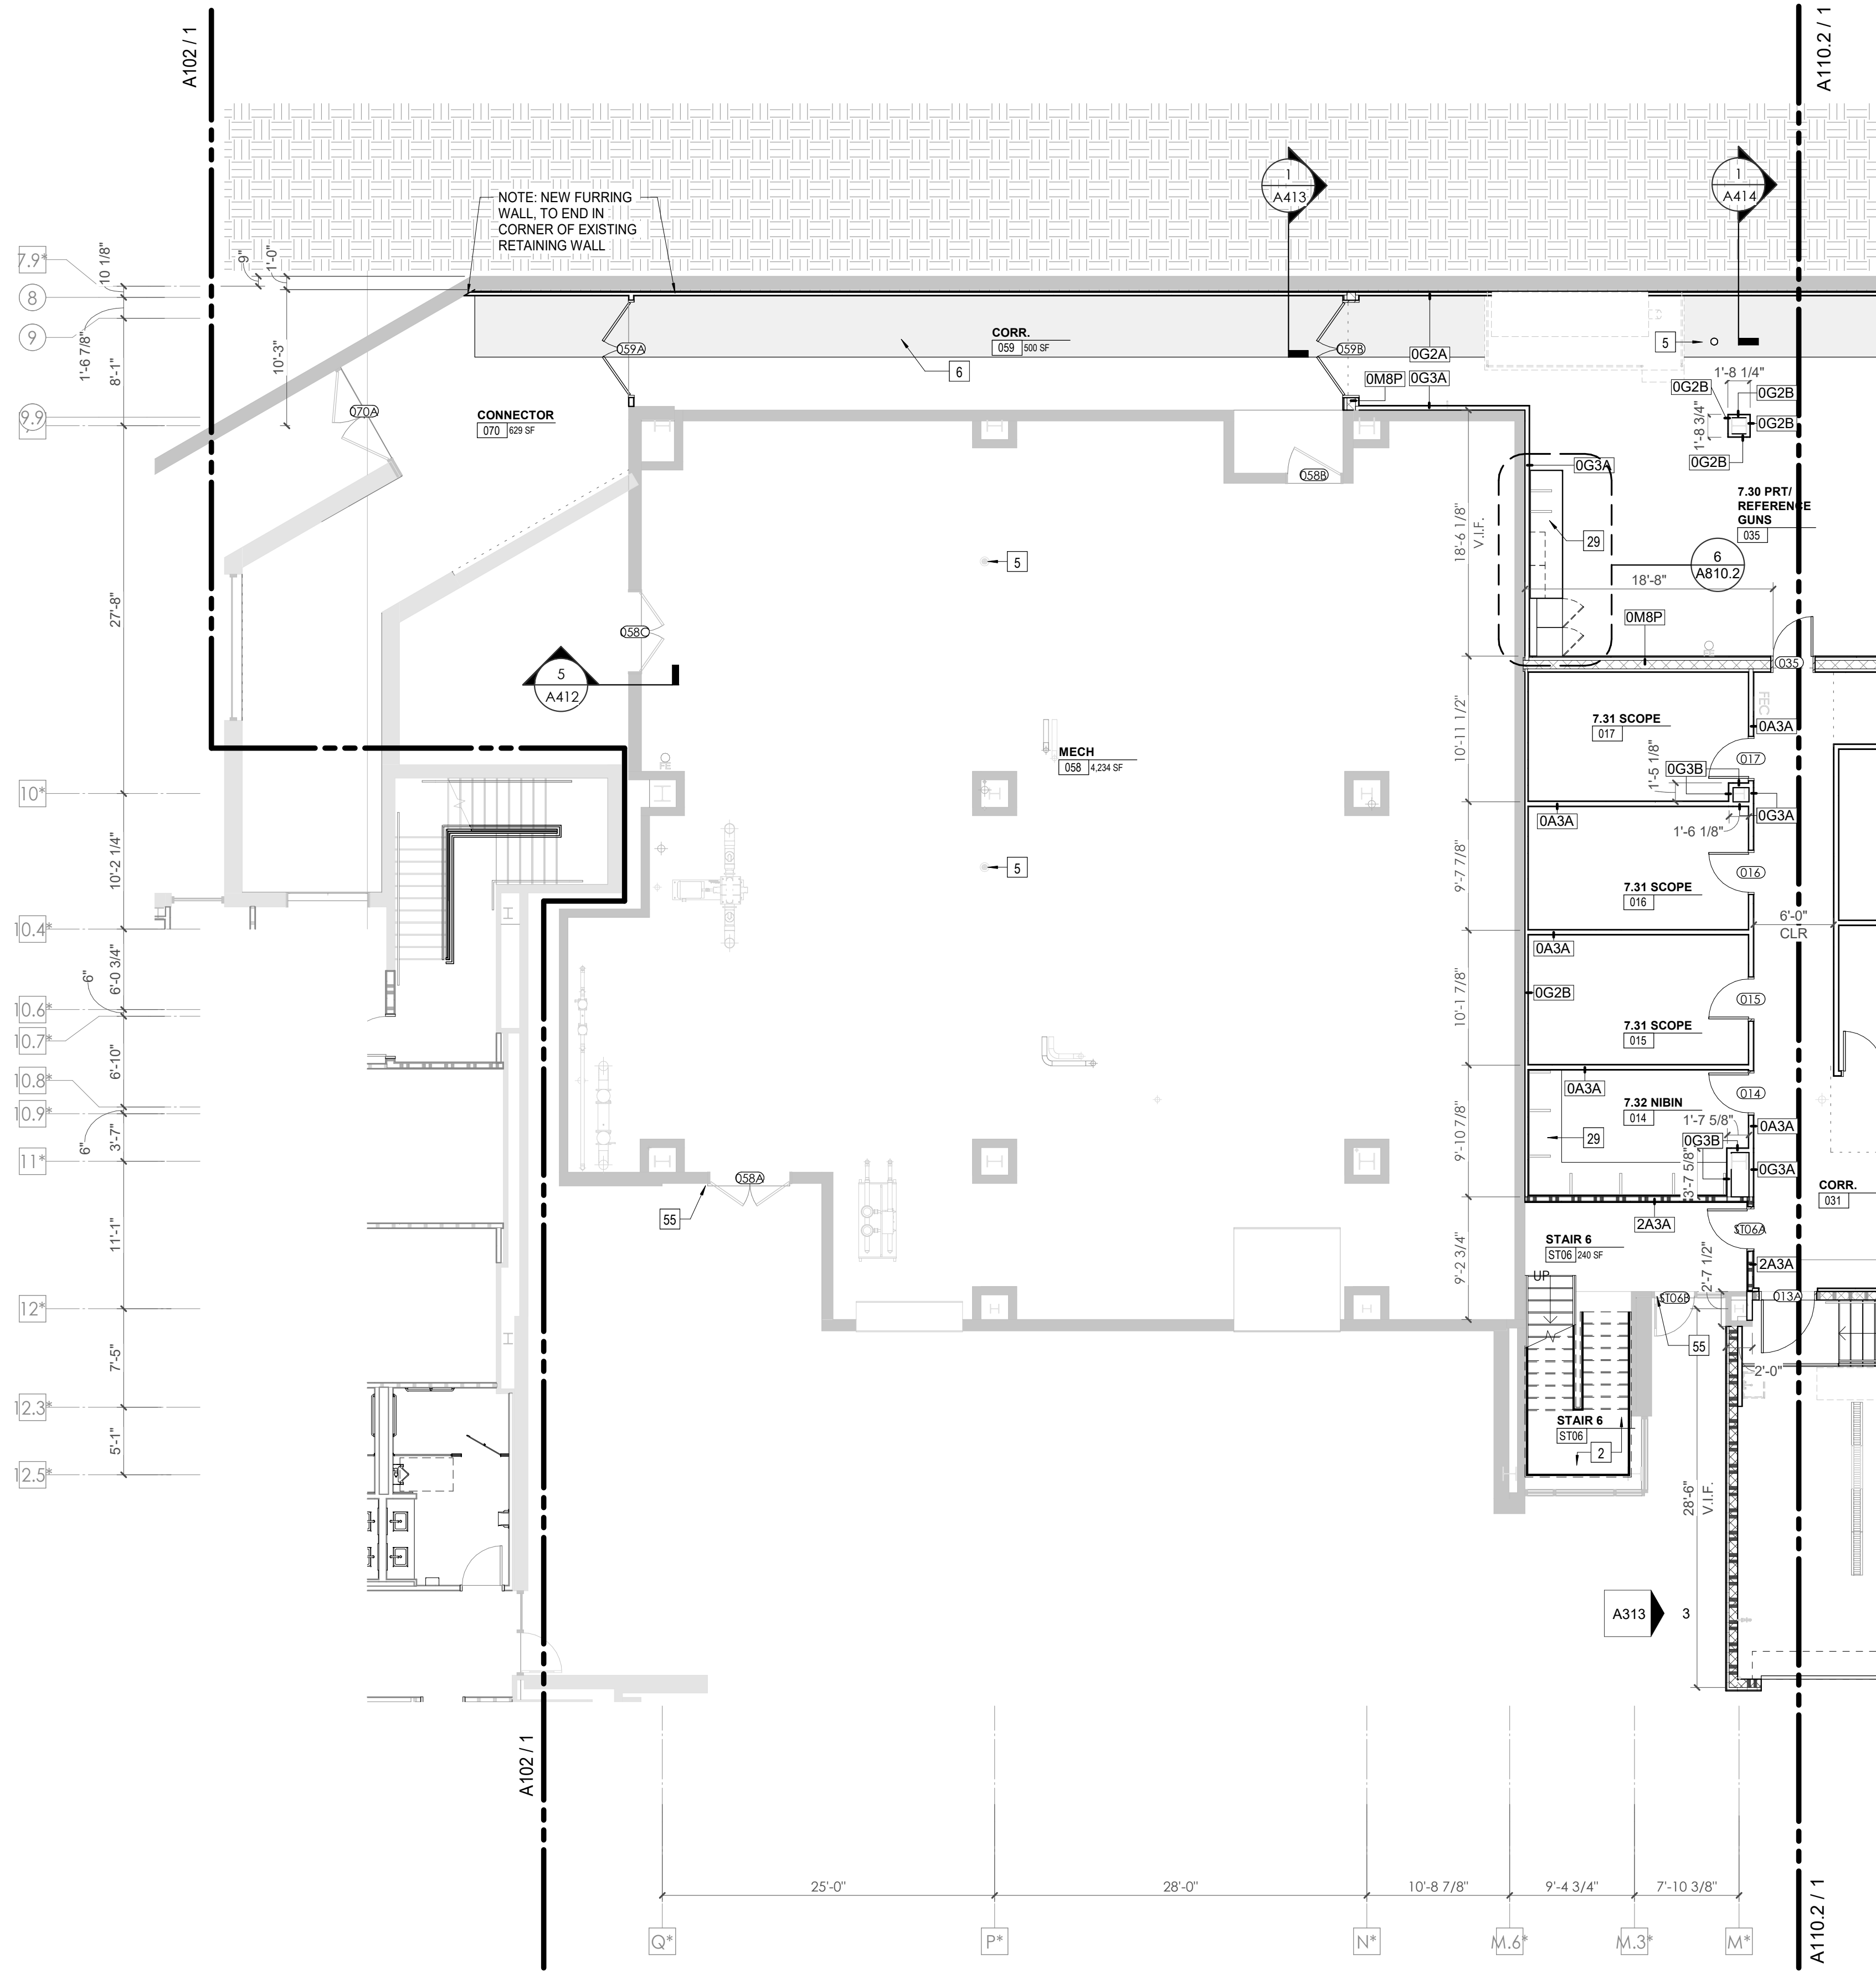 A102 / 1
A110.2 / 1
1
A413
1
A414
NOTE: NEW FURRING
WALL, TO END IN
CORNER OF EXISTING
RETAINING WALL
7.9*
8
9
9.9
10*
10.4*
10.6*
10.7*
10.8*
10.9*
11*
12*
12.3*
12.5*
10 1/8"
9"
1'-0"
1'-6 7/8"
8'-1"
10'-3"
27'-8"
10'-2 1/4"
6'-0 3/4"
6"
6'-10"
6"
3'-7"
11'-1"
7'-5"
5'-1"
059A
CORR.
059 500 SF
6
059B
0G2A
0M8P
0G3A
5
1'-8 1/4"
0G2B
0G2B
1'-8 3/4"
0G2B
0G2B
070A
CONNECTOR
070 629 SF
058B
0G3A
7.30 PRT/
REFERENCE
GUNS
035
18'-6 1/8"
V.I.F.
29
6
A810.2
18'-8"
5
058C
0M8P
035
5
A412
FEC
7.31 SCOPE
017
0A3A
10'-11 1/2"
MECH
058 4,234 SF
017
1'-5 1/8"
0G3B
0G3A
0A3A
1'-6 1/8"
9'-7 7/8"
5
016
7.31 SCOPE
016
6'-0"
CLR
0A3A
0G2B
10'-1 7/8"
015
7.31 SCOPE
015
0A3A
014
7.32 NIBIN
014
1'-7 5/8"
0A3A
29
0G3B
9'-10 7/8"
3'-7 5/8"
0G3A
058A
55
CORR.
031
2A3A
ST06A
STAIR 6
ST06 240 SF
2A3A
9'-2 3/4"
2'-7 1/2"
UP
ST06B
013A
55
2'-0"
STAIR 6
ST06
2
28'-6"
V.I.F.
A313
3
A102 / 1
25'-0"
28'-0"
10'-8 7/8"
9'-4 3/4"
7'-10 3/8"
Q*
P*
N*
M.6*
M.3*
M*
A110.2 / 1